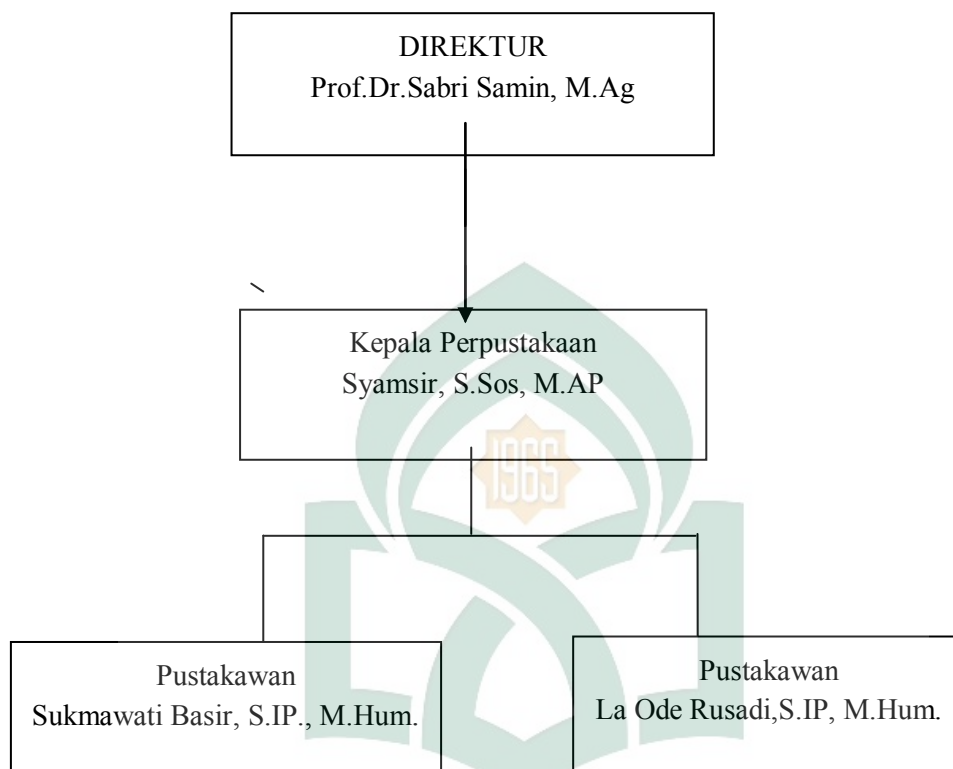 DIREKTUR
Prof.Dr.Sabri Samin, M.Ag
Kepala Perpustakaan
Syamsir, S.Sos, M.AP
1965
Pustakawan
Sukmawati Basir, S.IP., M.Hum.
Pustakawan
La Ode Rusadi,S.IP, M.Hum.